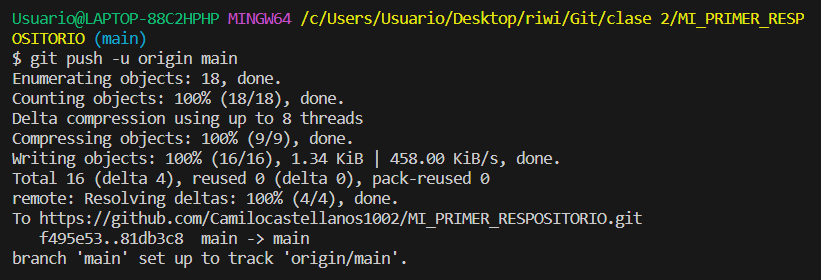 Usuario@LAPTOP-88C2HPHP MINGW64 /c/Users/Usuario/Desktop/riwi/Git/clase 2/MI_PRIMER_RESP
OSITORIO (main)
$ git push -u origin main
Enumerating objects: 18, done.
Counting objects: 100% (18/18), done.
Delta compression using up to 8 threads
Compressing objects: 100% (9/9), done.
Writing objects: 100% (16/16), 1.34 KiB | 458.00 KiB/s, done.
Total 16 (delta 4), reused 0 (delta 0), pack-reused 0
remote: Resolving deltas: 100% (4/4), done.
To https://github.com/Camilocastellanos1002/MI_PRIMER_RESPOSITORIO.git
   f495e53..81db3c8  main -> main
branch 'main' set up to track 'origin/main'.